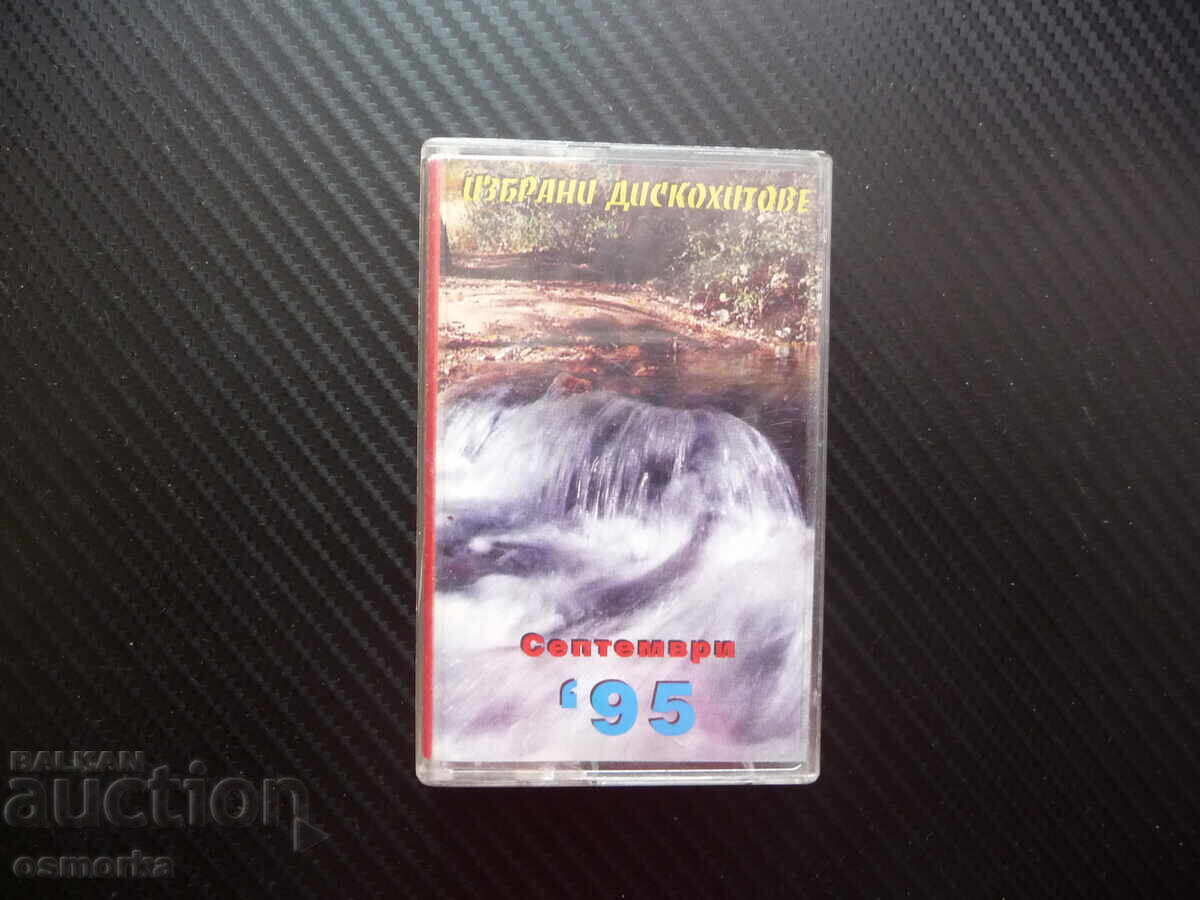 ИЗБРАНИ ДИСКОХИТОВЕ
Септември
‘95
BALKAN
auction
osmorka